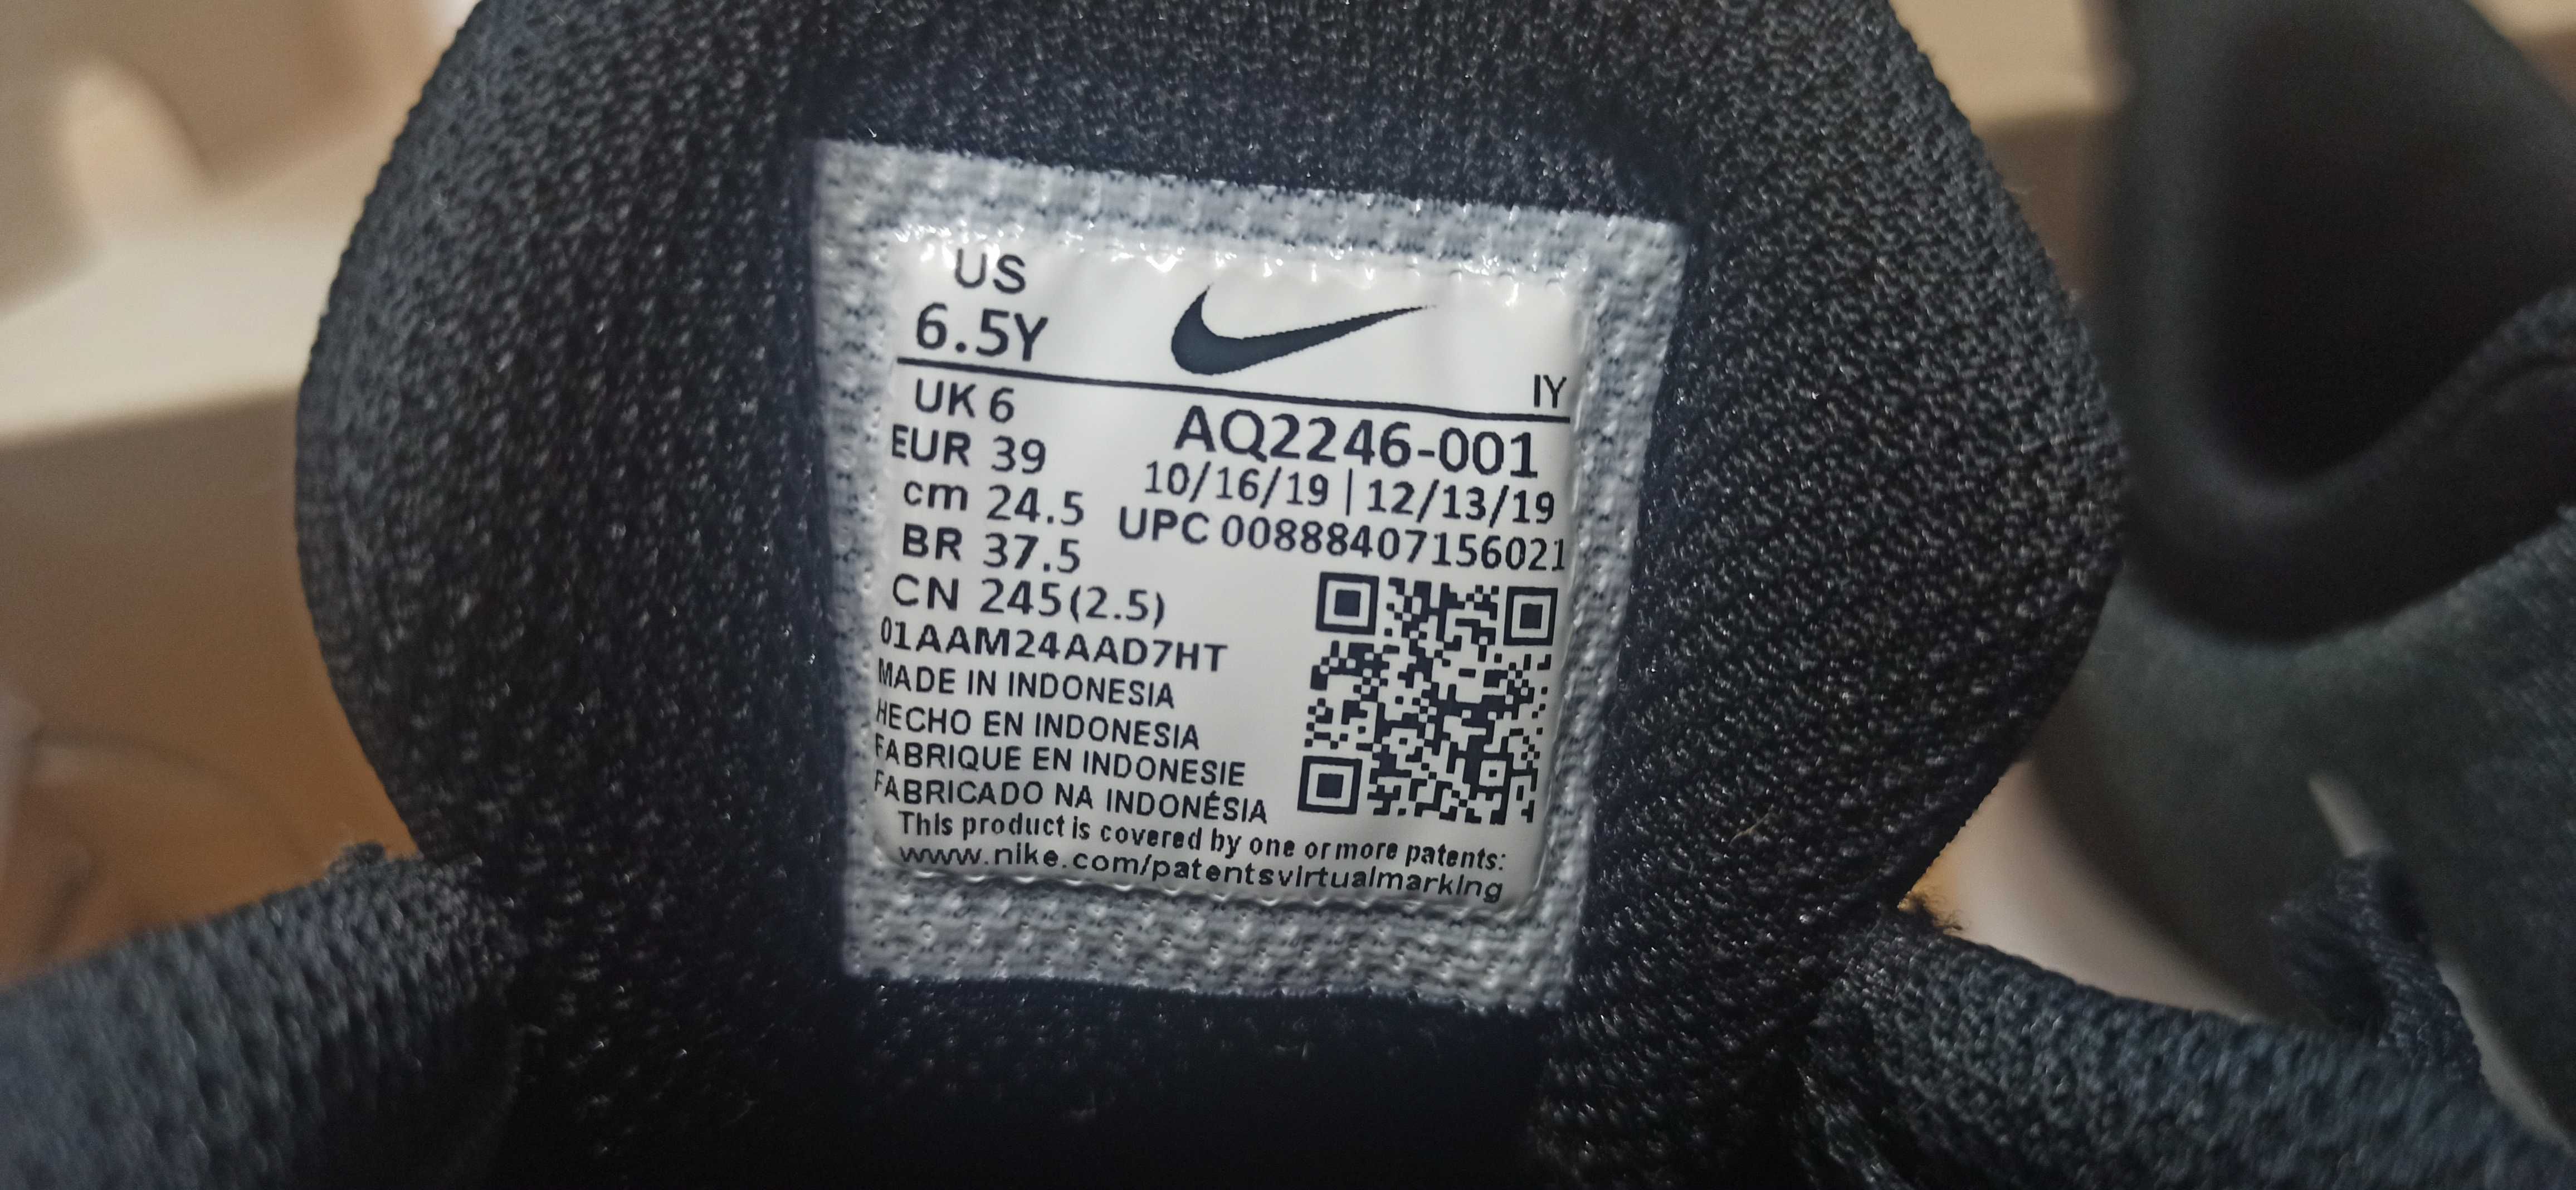 US
6.5Y
IY
UK 6
EUR 39
cm 24.5
BR 37.5
CN 245(2.5)
AQ2246-001
10/16/19 | 12/13/19
UPC 00888407156021
01AAM24AAD7HT
MADE IN INDONESIA
HECHO EN INDONESIA
FABRIQUE EN INDONESIE
FABRICADO NA INDONÉSIA
This product is covered by one or more patents:
www.nike.com/patentsvirtualmarking